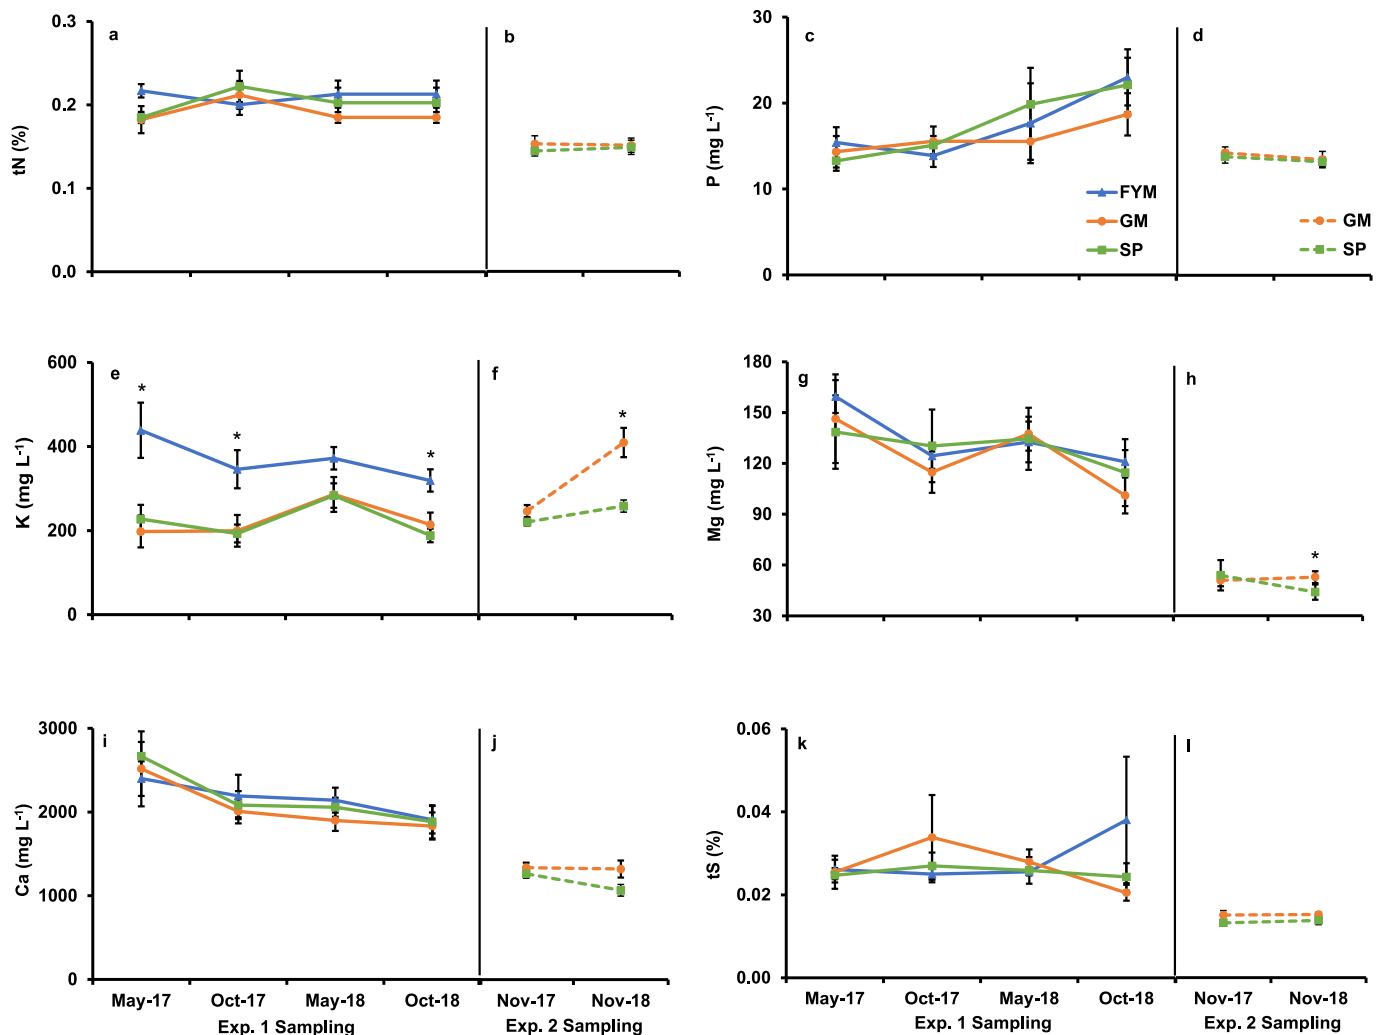 0.3
a
b
0.2
tN (%)
0.1
0.0
30
c
d
20
P (mg L⁻¹)
FYM
GM
GM
10
SP
SP
0
600
e
f
*
*
*
*
400
K (mg L⁻¹)
200
0
180
g
h
150
120
Mg (mg L⁻¹)
90
*
60
30
3000
i
j
2000
Ca (mg L⁻¹)
1000
0
May-17 Oct-17 May-18 Oct-18 Nov-17 Nov-18
Exp. 1 Sampling Exp. 2 Sampling
0.06
k
l
0.04
tS (%)
0.02
0.00
May-17 Oct-17 May-18 Oct-18 Nov-17 Nov-18
Exp. 1 Sampling Exp. 2 Sampling